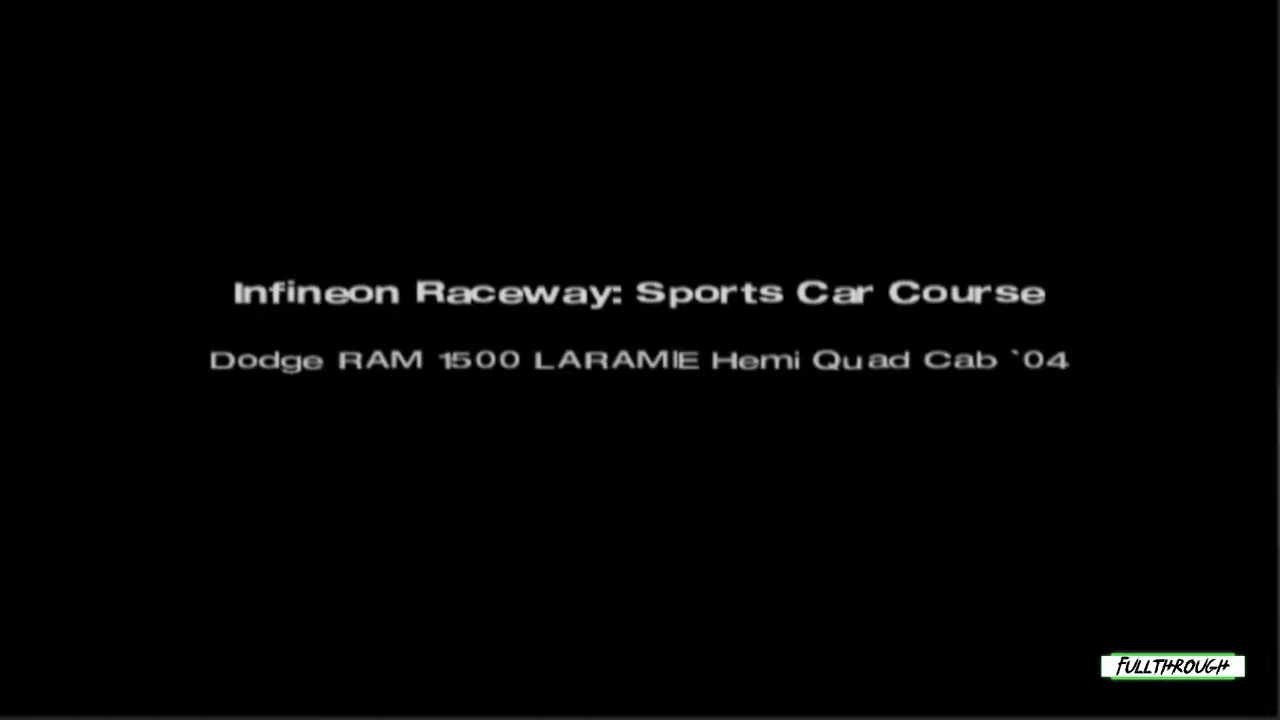 Infineon Raceway: Sports Car Course
Dodge RAM 1500 LARAMIE Hemi Quad Cab `04
FULLTHROUGH